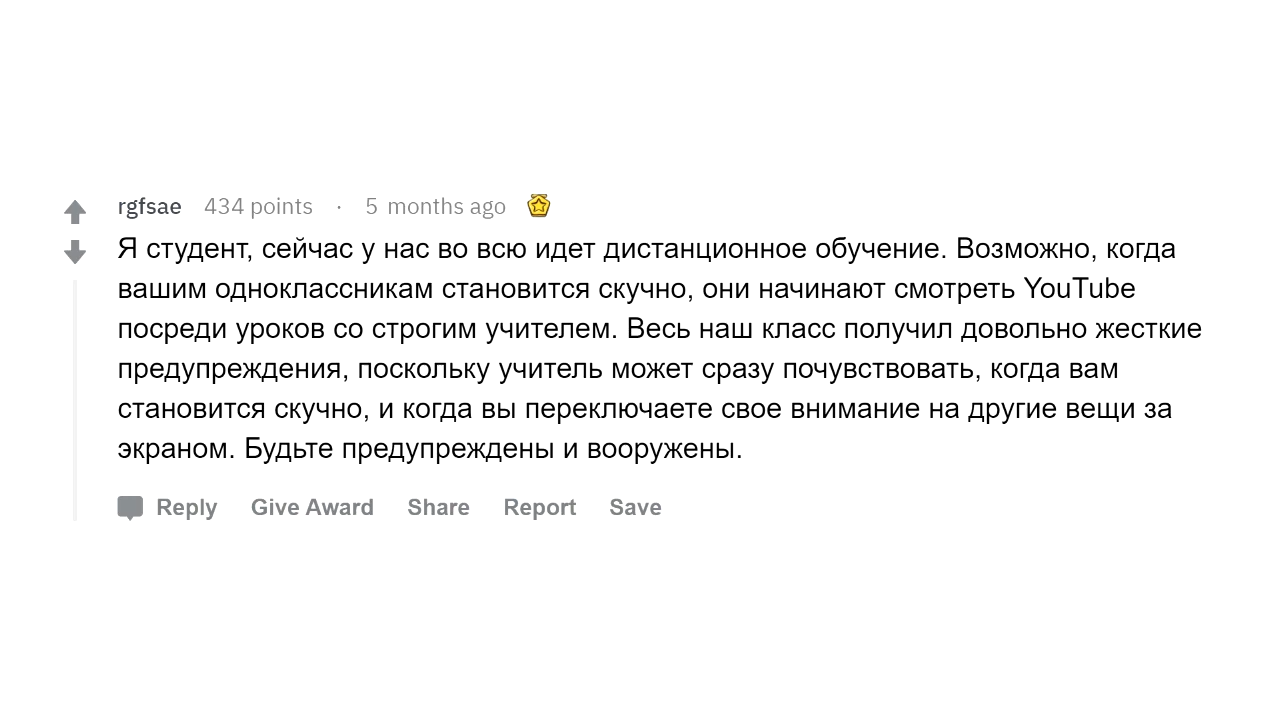 rgfsae 434 points · 5 months ago
Я студент, сейчас у нас во всю идет дистанционное обучение. Возможно, когда
вашим одноклассникам становится скучно, они начинают смотреть YouTube
посреди уроков со строгим учителем. Весь наш класс получил довольно жесткие
предупреждения, поскольку учитель может сразу почувствовать, когда вам
становится скучно, и когда вы переключаете свое внимание на другие вещи за
экраном. Будьте предупреждены и вооружены.
Reply Give Award Share Report Save